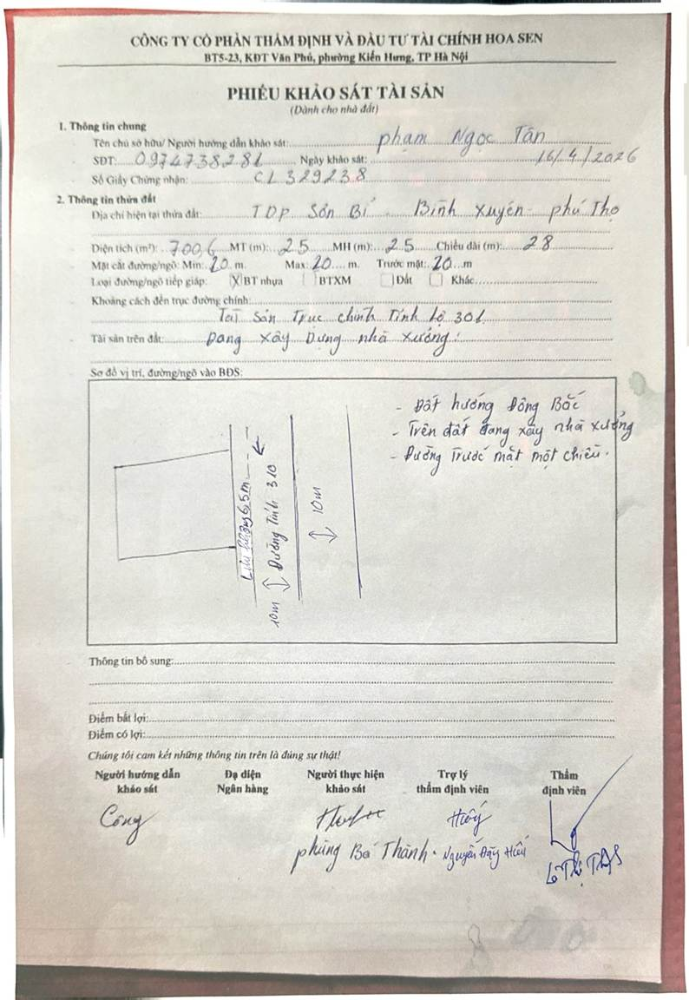 CÔNG TY CỔ PHẦN THẨM ĐỊNH VÀ ĐẦU TƯ TÀI CHÍNH HOA SEN
BT5-23, KĐT Văn Phú, phường Kiến Hưng, TP Hà Nội
PHIẾU KHẢO SÁT TÀI SẢN
(Dành cho nhà đất)
1. Thông tin chung
Tên chủ sở hữu/ Người hướng dẫn khảo sát: phạm Ngọc Tân
SĐT: 0974738281 Ngày khảo sát: 16/4/2026
Số Giấy Chứng nhận: CL 329238
2. Thông tin thửa đất
Địa chỉ hiện tại thửa đất: TDP Sơn Bỉ Bình xuyên phú Thọ
Diện tích (m²): 700,6 MT (m): 25 MH (m): 25 Chiều dài (m): 28
Mặt cắt đường/ngõ: Min: 20 m Max: 20 m. Trước mặt: 20 m
Loại đường/ngõ tiếp giáp: X BT nhựa BTXM Đất Khác
Khoảng cách đến trục đường chính:
Tài Sản Trục chính Tỉnh lộ 301
Tài sản trên đất: Đang xây Dựng nhà xưởng.
Sơ đồ vị trí, đường/ngõ vào BĐS:
- Đất hướng Đông Bắc
- Trên đất đang xây nhà xưởng
- Đường Trước mặt một chiều.
6,5m
10m Đường Tỉnh 310
10m
Thông tin bổ sung:
Điểm bất lợi:
Điểm có lợi:
Chúng tôi cam kết những thông tin trên là đúng sự thật!
Người hướng dẫn khảo sát
Đại diện Ngân hàng
Người thực hiện khảo sát
Trợ lý thẩm định viên
Thẩm định viên
Công
Hiếu
phùng Bá Thành. Nguyễn Duy Hiếu